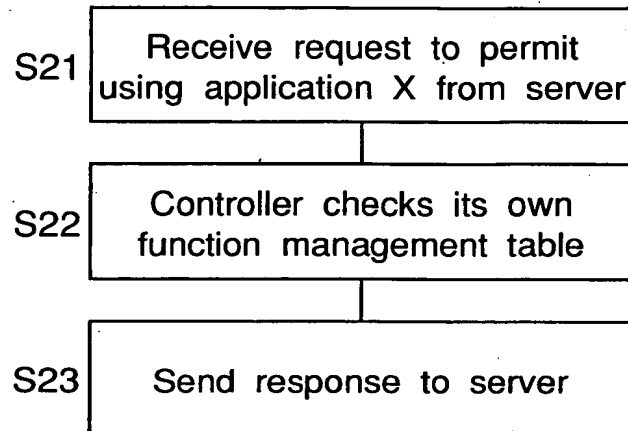 S21
Receive request to permit
using application X from server
S22
Controller checks its own
function management table
S23
Send response to server